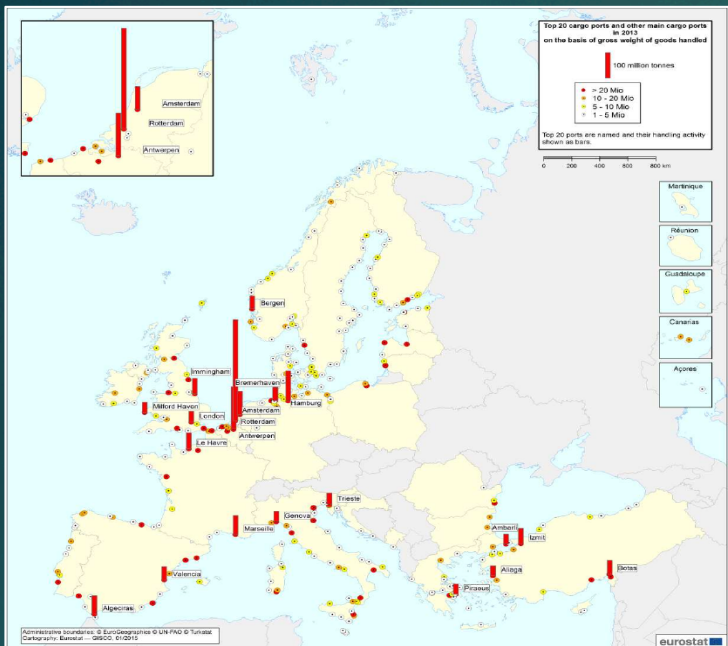 Top 20 cargo ports and other main cargo ports
in 2013
on the basis of gross weight of goods handled
100 million tonnes
> 20 Mio
10 - 20 Mio
5 - 10 Mio
1 - 5 Mio
Top 20 ports are named and their handling activity
shown as bars.
0 200 400 600 800 km
Amsterdam
Rotterdam
Antwerpen
Martinique
Réunion
Guadeloupe
Canarias
Açores
Bergen
Immingham
Bremerhaven
Milford Haven
Hamburg
London
Amsterdam
Rotterdam
Antwerpen
Le Havre
Trieste
Genova
Marseille
Ambarli
Izmit
Valencia
Aliaga
Botas
Piraeus
Algeciras
Administrative boundaries: © EuroGeographics © UN-FAO © Turkstat
Cartography: Eurostat — GISCO, 01/2015
eurostat